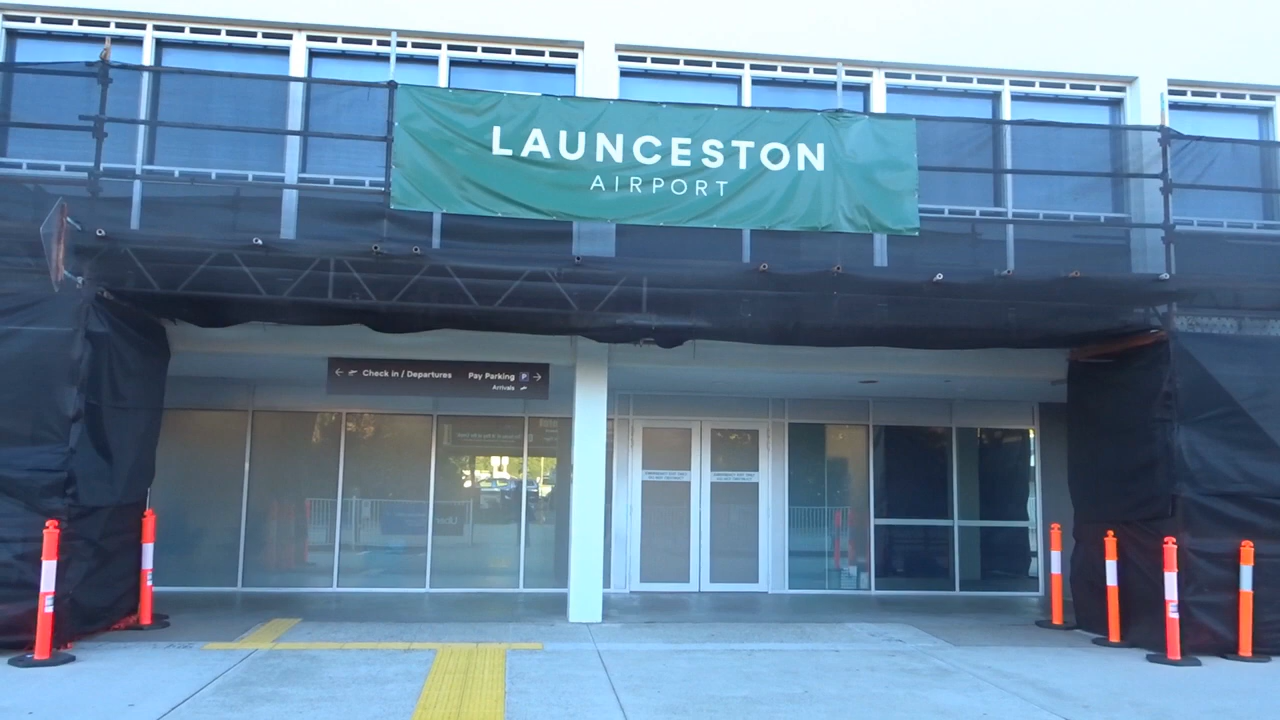 LAUNCESTON
AIRPORT
← Check in / Departures
Pay Parking P →
Arrivals